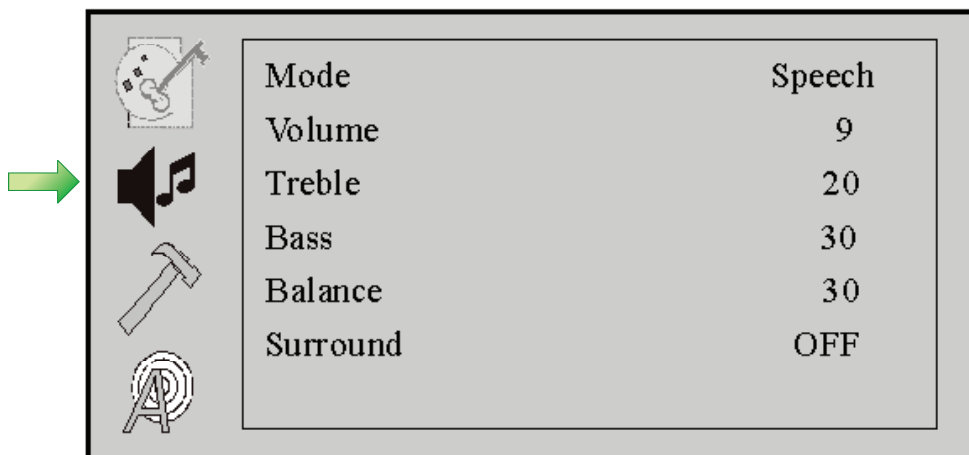 Mode Speech
Volume 9
Treble 20
Bass 30
Balance 30
Surround OFF